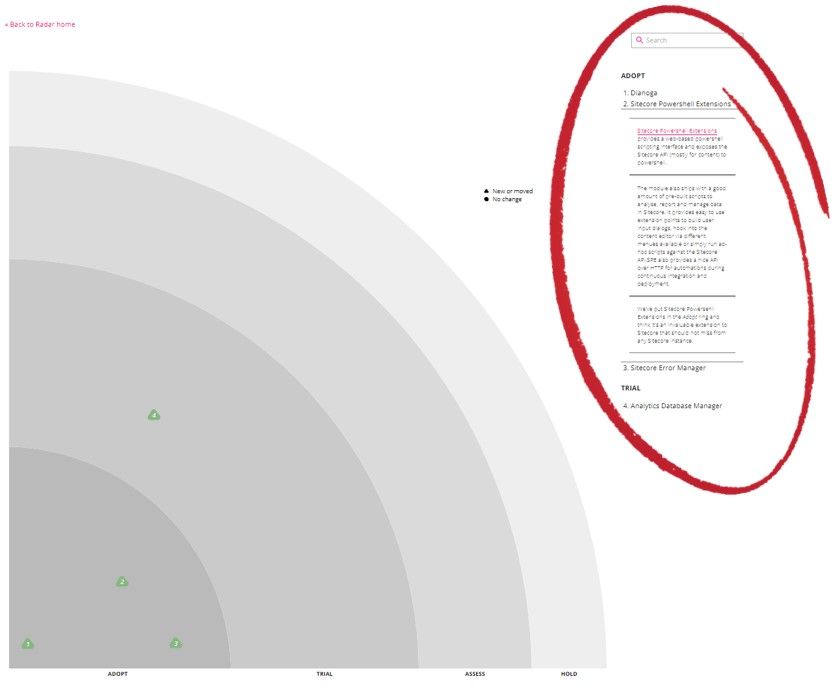 « Back to Radar home
Search
ADOPT
1. Dianoga
2. Sitecore Powershell Extensions
Sitecore Powershell Extensions
provides a web-based powershell
scripting interface and exposes the
Sitecore API (mostly for content) to
powershell.
The module also ships with a good
amount of pre-built scripts to
analyse, report and manage data
in Sitecore. It provides easy to use
extension points to build user
input dialogs, hook into the
content editor via different
menues available or simply run ad-
hoc scripts against the Sitecore
API.SPE also provides a nice API
over HTTP for automations during
continuous integration and
deployment.
We've put Sitecore Powershell
Extensions in the Adopt ring and
think it's an invaluable extension to
Sitecore that should not miss from
any Sitecore instance.
3. Sitecore Error Manager
TRIAL
4. Analytics Database Manager
New or moved
No change
4
2
1
3
ADOPT
TRIAL
ASSESS
HOLD